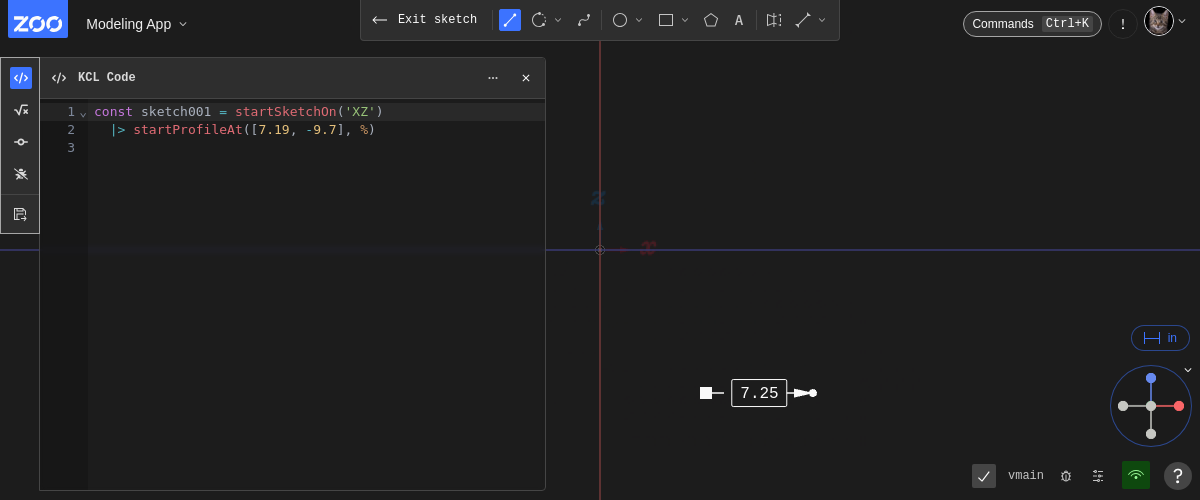 ZOO Modeling App
Exit sketch
A
Commands Ctrl+K
!
KCL Code
1 const sketch001 = startSketchOn('XZ')
2   |> startProfileAt([7.19, -9.7], %)
3
z
x
in
7.25
vmain
?